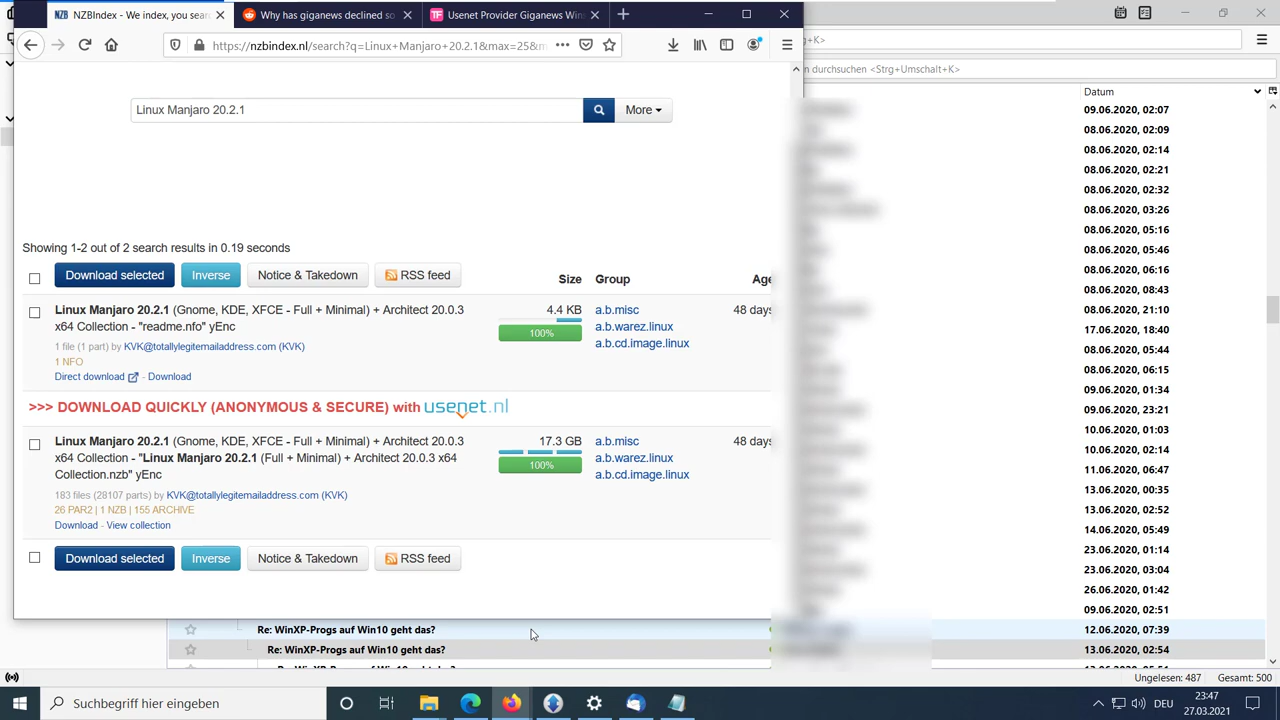 NZBIndex - We index, you sear
Why has giganews declined so
Usenet Provider Giganews Wins
https://nzbindex.nl/search?q=Linux+Manjaro+20.2.1&max=25&m
+K>
n durchsuchen <Strg+Umschalt+K>
Linux Manjaro 20.2.1
More
Showing 1-2 out of 2 search results in 0.19 seconds
Download selected Inverse Notice & Takedown RSS feed Size Group Age
Linux Manjaro 20.2.1 (Gnome, KDE, XFCE - Full + Minimal) + Architect 20.0.3 4.4 KB a.b.misc 48 days
x64 Collection - "readme.nfo" yEnc 100% a.b.warez.linux
1 file (1 part) by KVK@totallylegitemailaddress.com (KVK) a.b.cd.image.linux
1 NFO
Direct download - Download
>>> DOWNLOAD QUICKLY (ANONYMOUS & SECURE) with usenet.nl
Linux Manjaro 20.2.1 (Gnome, KDE, XFCE - Full + Minimal) + Architect 20.0.3 17.3 GB a.b.misc 48 days
x64 Collection - "Linux Manjaro 20.2.1 (Full + Minimal) + Architect 20.0.3 x64 100% a.b.warez.linux
Collection.nzb" yEnc a.b.cd.image.linux
183 files (28107 parts) by KVK@totallylegitemailaddress.com (KVK)
26 PAR2 | 1 NZB | 155 ARCHIVE
Download - View collection
Download selected Inverse Notice & Takedown RSS feed
Datum
09.06.2020, 02:07
08.06.2020, 02:09
08.06.2020, 02:14
08.06.2020, 02:21
08.06.2020, 02:32
08.06.2020, 03:26
08.06.2020, 05:16
08.06.2020, 05:46
08.06.2020, 06:16
08.06.2020, 08:43
08.06.2020, 21:10
17.06.2020, 18:40
08.06.2020, 05:44
08.06.2020, 06:15
09.06.2020, 01:34
09.06.2020, 23:21
10.06.2020, 01:03
10.06.2020, 02:14
11.06.2020, 06:47
13.06.2020, 00:35
13.06.2020, 02:52
14.06.2020, 05:49
23.06.2020, 01:14
23.06.2020, 03:04
26.06.2020, 01:42
09.06.2020, 02:51
Re: WinXP-Progs auf Win10 geht das? 12.06.2020, 07:39
Re: WinXP-Progs auf Win10 geht das? 13.06.2020, 02:54
Ungelesen: 487 Gesamt: 500
Suchbegriff hier eingeben
DEU
23:47
27.03.2021